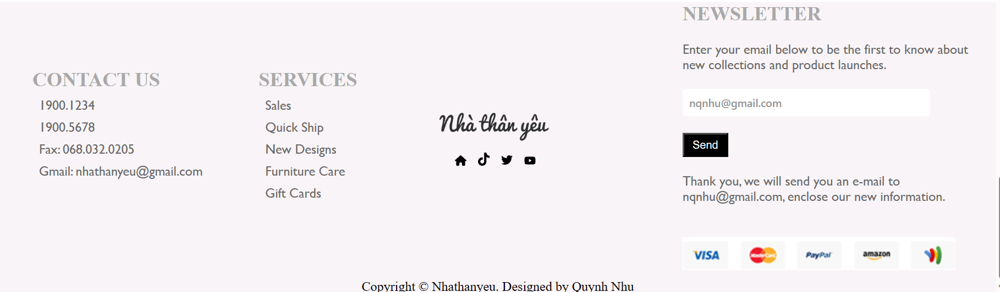 CONTACT US
1900.1234
1900.5678
Fax: 068.032.0205
Gmail: nhathanyeu@gmail.com
SERVICES
Sales
Quick Ship
New Designs
Furniture Care
Gift Cards
Nhà thân yêu
NEWSLETTER
Enter your email below to be the first to know about
new collections and product launches.
nqnhu@gmail.com
Send
Thank you, we will send you an e-mail to
nqnhu@gmail.com, enclose our new information.
VISA
MasterCard
PayPal
amazon
Copyright © Nhathanyeu. Designed by Quynh Nhu